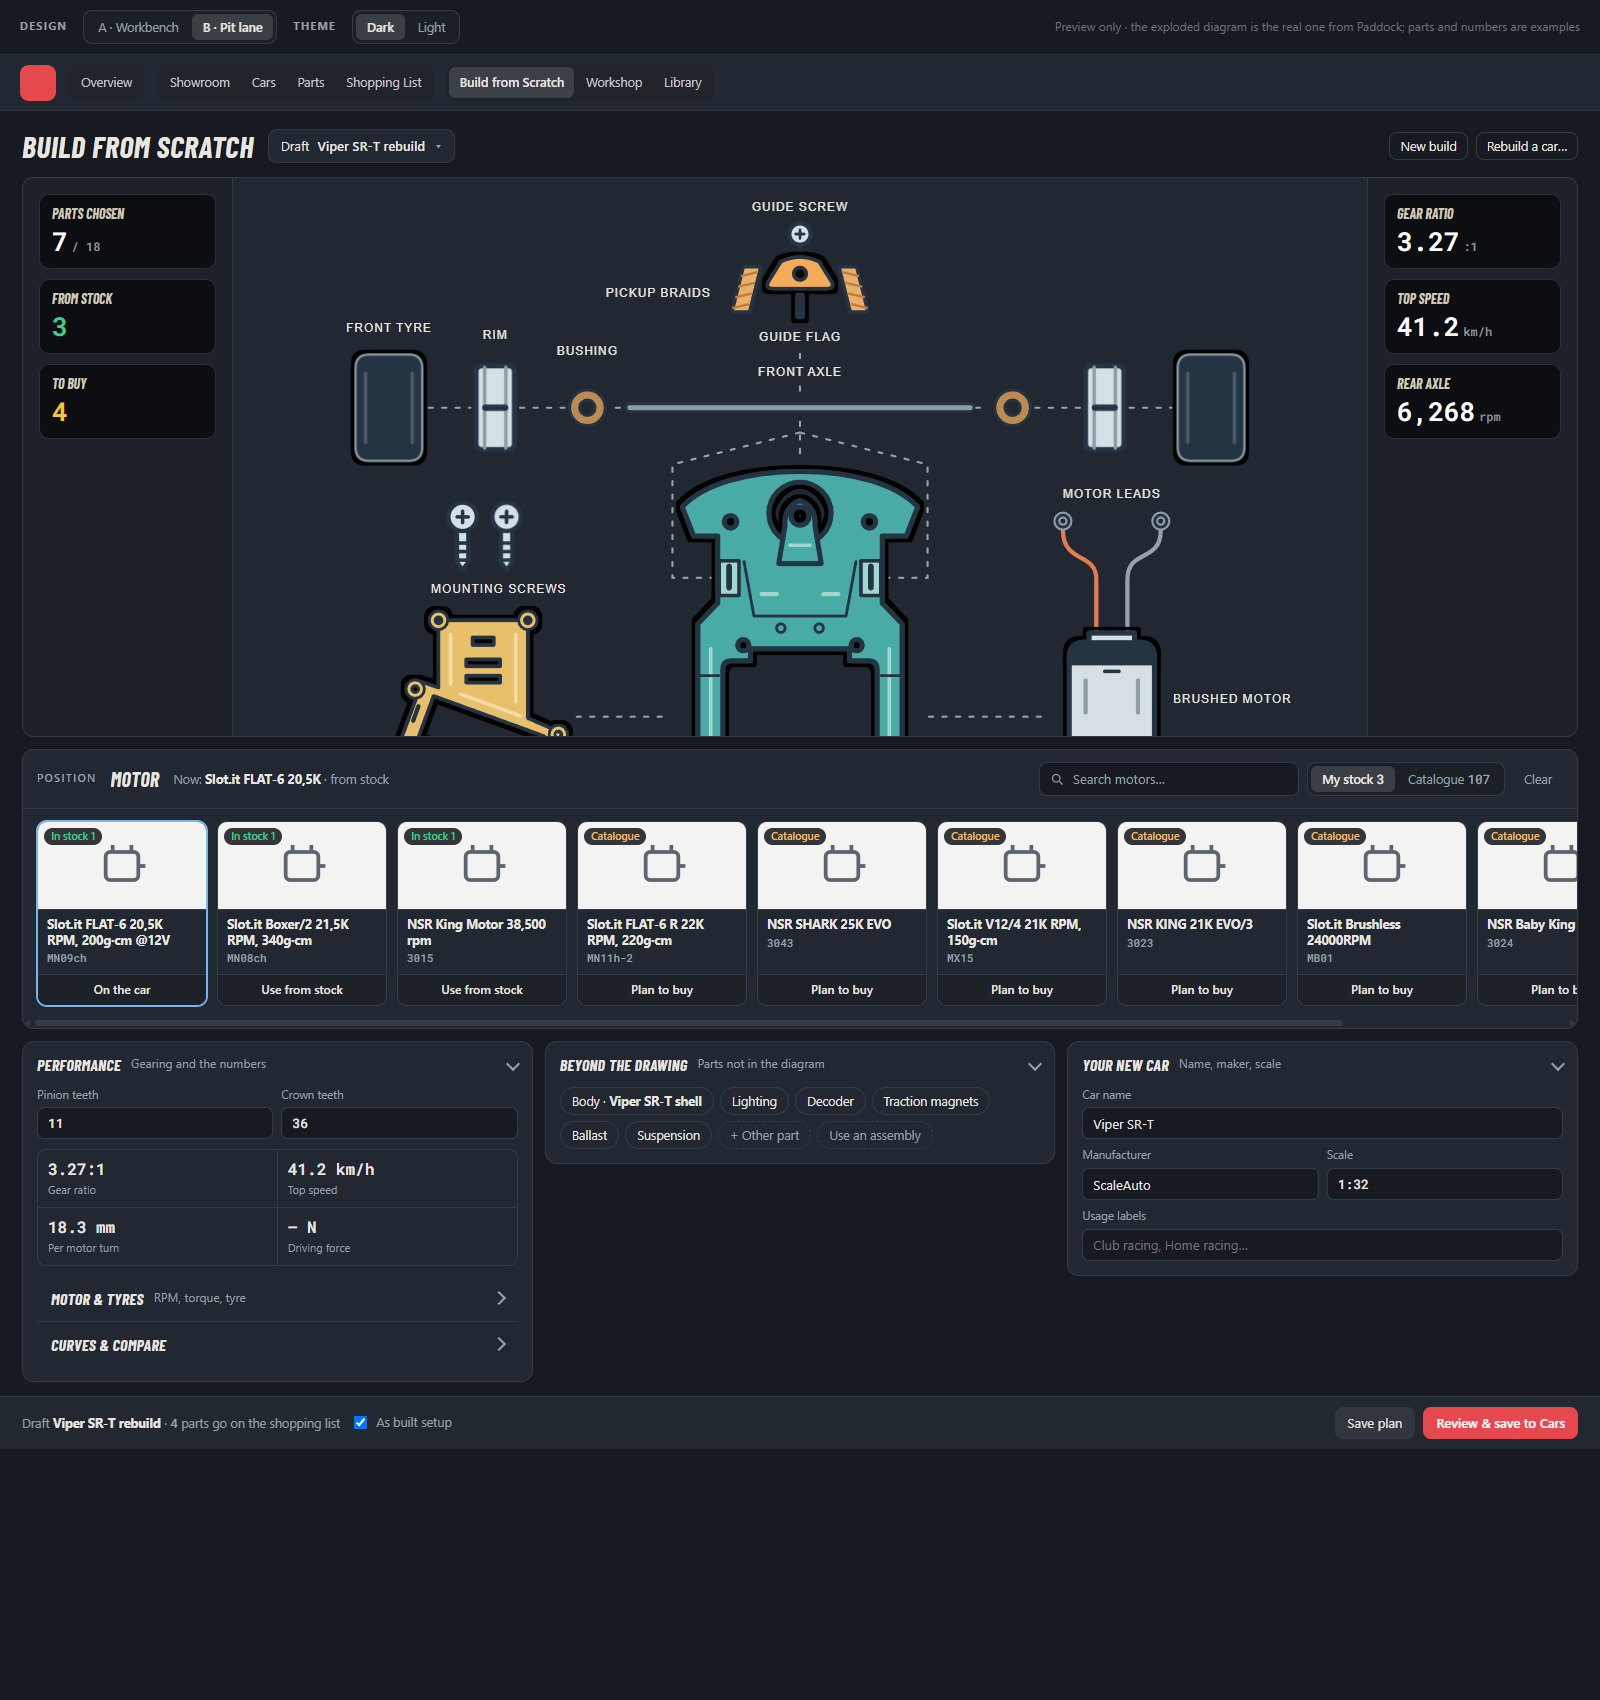 DESIGN A · Workbench B · Pit lane THEME Dark Light Preview only · the exploded diagram is the real one from Paddock; parts and numbers are examples
Overview Showroom Cars Parts Shopping List Build from Scratch Workshop Library
BUILD FROM SCRATCH Draft Viper SR-T rebuild New build Rebuild a car...
PARTS CHOSEN
7 / 18
FROM STOCK
3
TO BUY
4
GUIDE SCREW
PICKUP BRAIDS
GUIDE FLAG
FRONT TYRE
RIM
BUSHING
FRONT AXLE
MOTOR LEADS
MOUNTING SCREWS
BRUSHED MOTOR
GEAR RATIO
3.27 :1
TOP SPEED
41.2 km/h
REAR AXLE
6,268 rpm
POSITION MOTOR Now: Slot.it FLAT-6 20,5K · from stock Search motors... My stock 3 Catalogue 107 Clear
In stock 1
Slot.it FLAT-6 20,5K
RPM, 200g·cm @12V
MN09ch
On the car
In stock 1
Slot.it Boxer/2 21,5K
RPM, 340g·cm
MN08ch
Use from stock
In stock 1
NSR King Motor 38,500
rpm
3015
Use from stock
Catalogue
Slot.it FLAT-6 R 22K
RPM, 220g·cm
MN11h-2
Plan to buy
Catalogue
NSR SHARK 25K EVO
3043
Plan to buy
Catalogue
Slot.it V12/4 21K RPM,
150g·cm
MX15
Plan to buy
Catalogue
NSR KING 21K EVO/3
3023
Plan to buy
Catalogue
Slot.it Brushless
24000RPM
MB01
Plan to buy
Catalogue
NSR Baby King
3024
Plan to b
PERFORMANCE Gearing and the numbers
Pinion teeth Crown teeth
11 36
3.27:1 41.2 km/h
Gear ratio Top speed
18.3 mm – N
Per motor turn Driving force
MOTOR & TYRES RPM, torque, tyre
CURVES & COMPARE
BEYOND THE DRAWING Parts not in the diagram
Body · Viper SR-T shell Lighting Decoder Traction magnets
Ballast Suspension + Other part Use an assembly
YOUR NEW CAR Name, maker, scale
Car name
Viper SR-T
Manufacturer Scale
ScaleAuto 1:32
Usage labels
Club racing, Home racing...
Draft Viper SR-T rebuild · 4 parts go on the shopping list As built setup Save plan Review & save to Cars